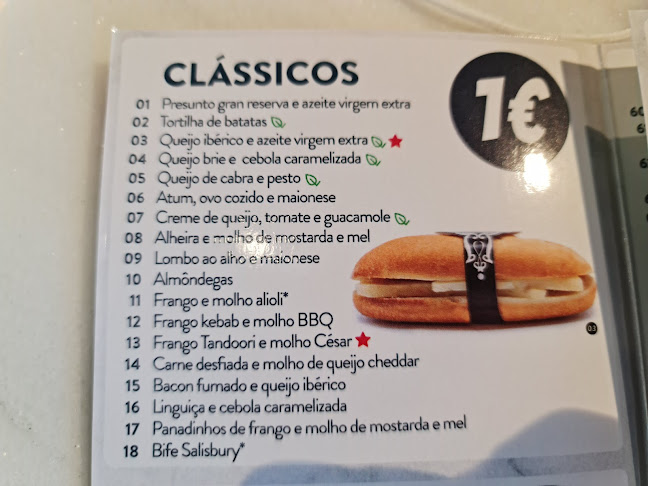 CLÁSSICOS
1€
01 Presunto gran reserva e azeite virgem extra
02 Tortilha de batatas
03 Queijo ibérico e azeite virgem extra
04 Queijo brie e cebola caramelizada
05 Queijo de cabra e pesto
06 Atum, ovo cozido e maionese
07 Creme de queijo, tomate e guacamole
08 Alheira e molho de mostarda e mel
09 Lombo ao alho e maionese
10 Almôndegas
11 Frango e molho alioli*
12 Frango kebab e molho BBQ
13 Frango Tandoori e molho César
14 Carne desfiada e molho de queijo cheddar
15 Bacon fumado e queijo ibérico
16 Linguiça e cebola caramelizada
17 Panadinhos de frango e molho de mostarda e mel
18 Bife Salisbury*
03